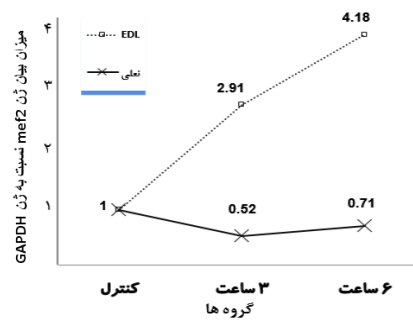 میزان بیان ژن mef2 نسبت به ژن GAPDH
۴
۳
۲
۱
EDL
نعلی
4.18
2.91
1
0.52
0.71
کنترل
۳ ساعت
۶ ساعت
گروه ها